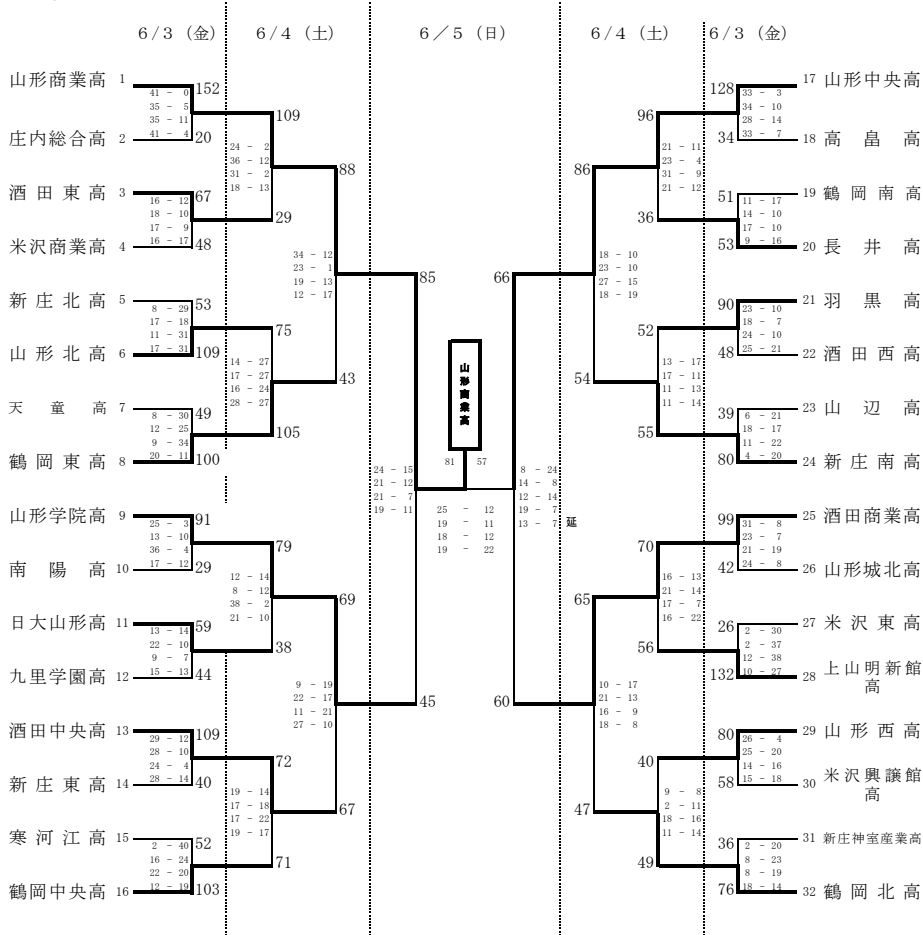 6/3 (金) 6/4 (土) 6/5 (日) 6/4 (土) 6/3 (金)
山形商業高 1
152
41 - 0
35 - 5
35 - 11
41 - 4
庄内総合高 2
20
109
24 - 2
36 - 12
31 - 2
18 - 13
酒田東高 3
67
16 - 12
18 - 10
17 - 9
16 - 17
米沢商業高 4
48
29
88
34 - 12
23 - 1
19 - 13
12 - 17
新庄北高 5
53
8 - 29
17 - 18
11 - 31
17 - 31
山形北高 6
109
75
14 - 27
17 - 27
16 - 24
28 - 27
天童高 7
49
8 - 30
12 - 25
9 - 34
20 - 11
鶴岡東高 8
100
105
43
85
24 - 15
21 - 12
21 - 7
19 - 11
山形学院高 9
91
25 - 3
13 - 10
36 - 4
17 - 12
南陽高 10
29
79
12 - 14
8 - 12
38 - 2
21 - 10
日大山形高 11
59
13 - 14
22 - 10
9 - 7
15 - 13
九里学園高 12
44
38
69
9 - 19
22 - 17
11 - 21
27 - 10
酒田中央高 13
109
29 - 12
28 - 10
24 - 4
28 - 14
新庄東高 14
40
72
19 - 14
17 - 18
17 - 22
19 - 17
寒河江高 15
52
2 - 40
16 - 24
22 - 20
12 - 19
鶴岡中央高 16
103
71
67
45
山形商業高
81 57
25 - 12
19 - 11
18 - 12
19 - 22
17 山形中央高
128
33 - 3
34 - 10
28 - 14
33 - 7
18 高畠高
34
96
21 - 11
23 - 4
31 - 9
21 - 12
19 鶴岡南高
51
11 - 17
14 - 10
17 - 10
9 - 16
20 長井高
53
36
86
18 - 10
23 - 10
27 - 15
18 - 19
21 羽黒高
90
23 - 10
18 - 7
24 - 10
25 - 21
22 酒田西高
48
52
13 - 17
17 - 11
11 - 13
11 - 14
23 山辺高
39
6 - 21
18 - 17
11 - 22
4 - 20
24 新庄南高
80
55
54
66
8 - 24
14 - 8
12 - 14
19 - 7
13 - 7 延
25 酒田商業高
99
31 - 8
23 - 7
21 - 19
24 - 8
26 山形城北高
42
70
16 - 13
21 - 14
17 - 7
16 - 22
27 米沢東高
26
2 - 30
2 - 37
12 - 38
10 - 27
28 上山明新館
高
132
56
65
10 - 17
21 - 13
16 - 9
18 - 8
29 山形西高
80
26 - 4
25 - 20
14 - 16
15 - 18
30 米沢興譲館
高
58
40
9 - 8
2 - 11
18 - 16
11 - 14
31 新庄神室産業高
36
2 - 20
8 - 23
8 - 19
18 - 14
32 鶴岡北高
76
49
47
60